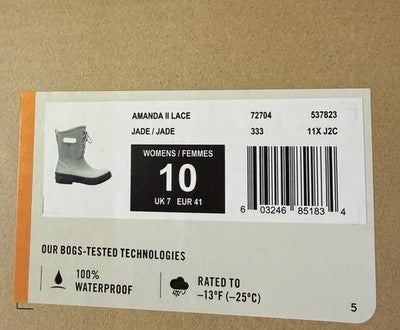 AMANDA II LACE 72704 537823
JADE / JADE 333 11X J2C
WOMENS / FEMMES
10
UK 7 EUR 41
6 03246 85183 4
OUR BOGS-TESTED TECHNOLOGIES
100%
WATERPROOF
RATED TO
–13°F (–25°C)
5